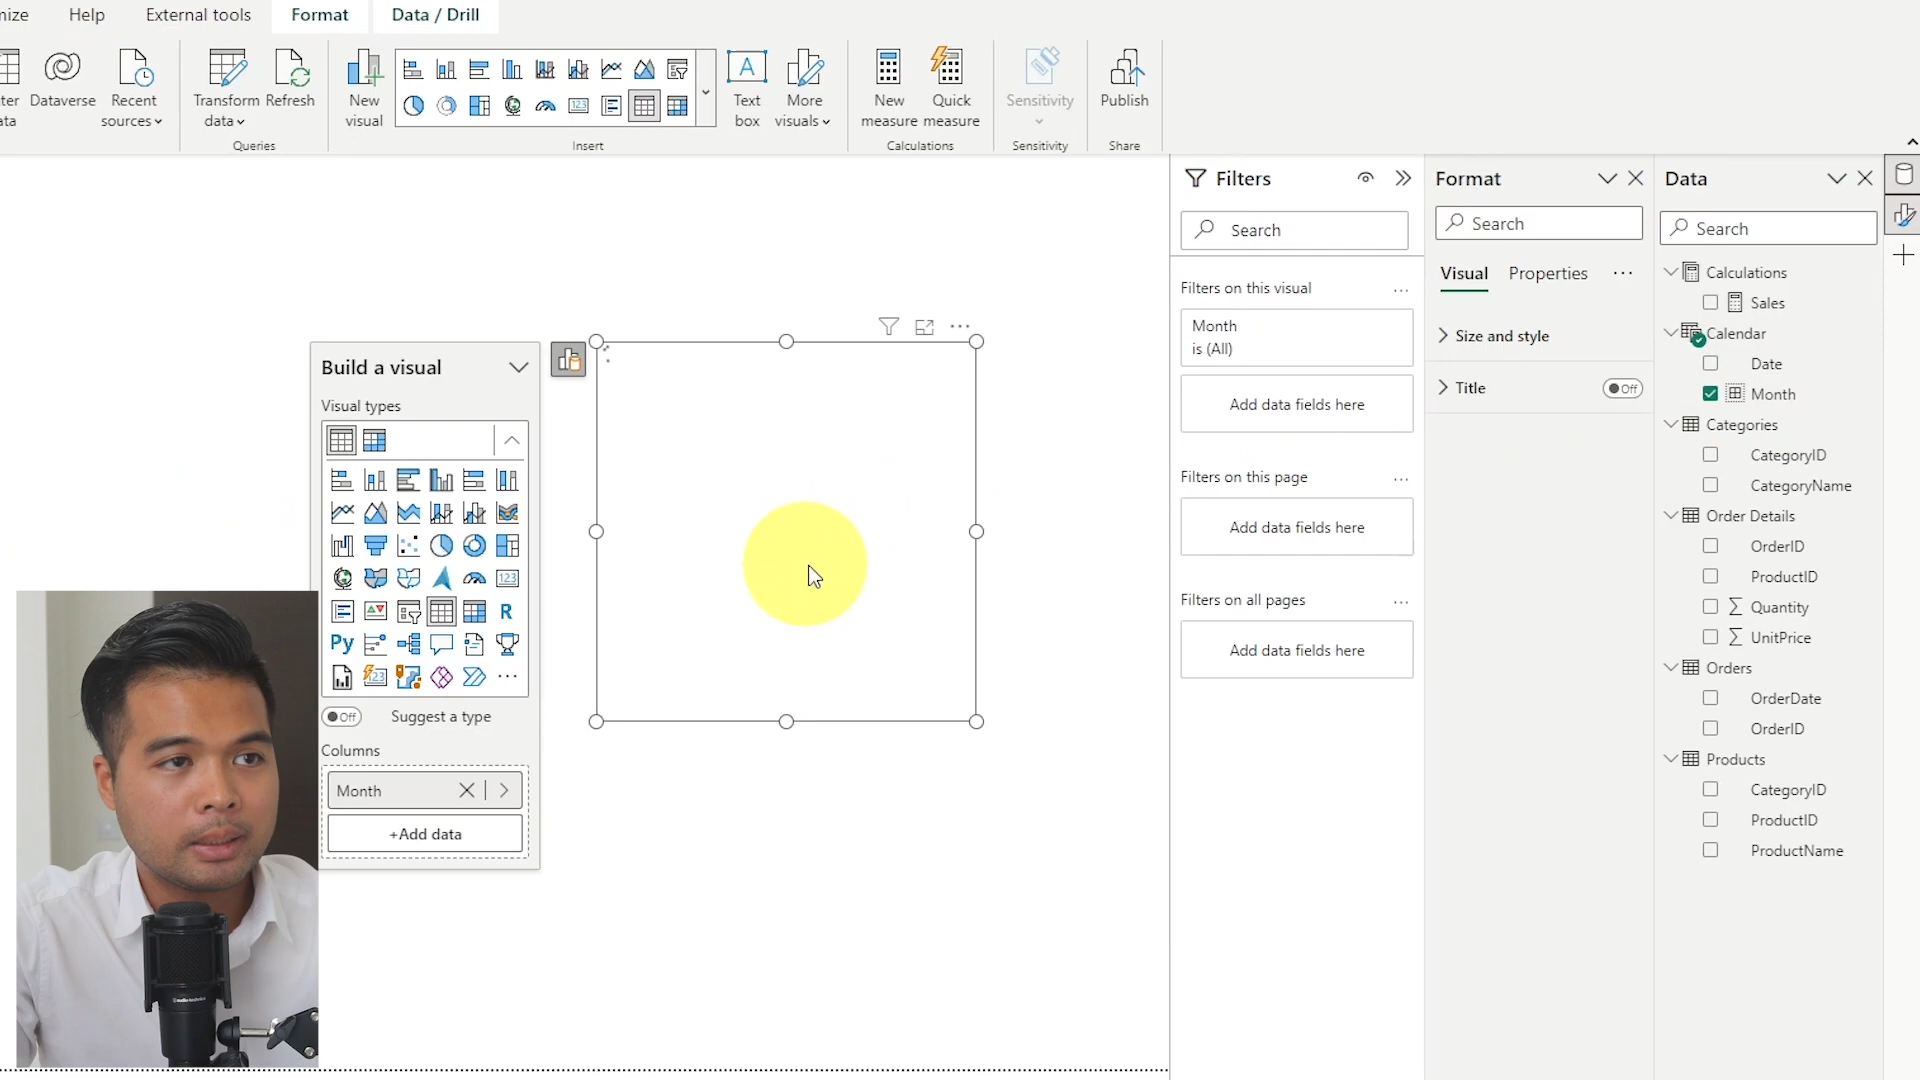 Help
External tools
Format
Data / Drill
Dataverse
Recent
sources
Transform
data
Refresh
Queries
New
visual
Insert
A
Text
box
More
visuals
New
measure
Quick
measure
Calculations
Sensitivity
Sensitivity
Publish
Share
Build a visual
Visual types
123
R
Py
123
Off
Suggest a type
Columns
Month
+Add data
Filters
Search
Filters on this visual
Month
is (All)
Add data fields here
Filters on this page
Add data fields here
Filters on all pages
Add data fields here
Format
Search
Visual
Properties
Size and style
Title
Off
Data
Search
Calculations
Sales
Calendar
Date
Month
Categories
CategoryID
CategoryName
Order Details
OrderID
ProductID
Quantity
UnitPrice
Orders
OrderDate
OrderID
Products
CategoryID
ProductID
ProductName
audio-technica